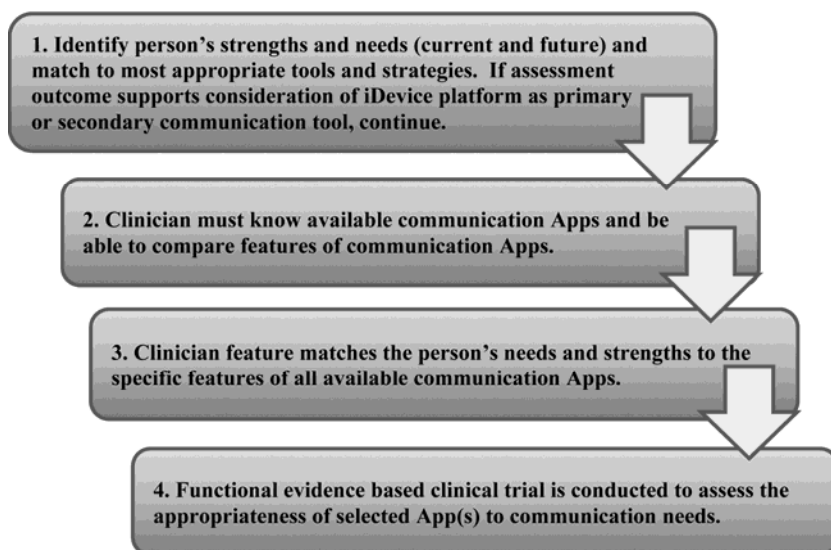 1. Identify person's strengths and needs (current and future) and
match to most appropriate tools and strategies.  If assessment
outcome supports consideration of iDevice platform as primary
or secondary communication tool, continue.
2. Clinician must know available communication Apps and be
able to compare features of communication Apps.
3. Clinician feature matches the person's needs and strengths to the
specific features of all available communication Apps.
4. Functional evidence based clinical trial is conducted to assess the
appropriateness of selected App(s) to communication needs.